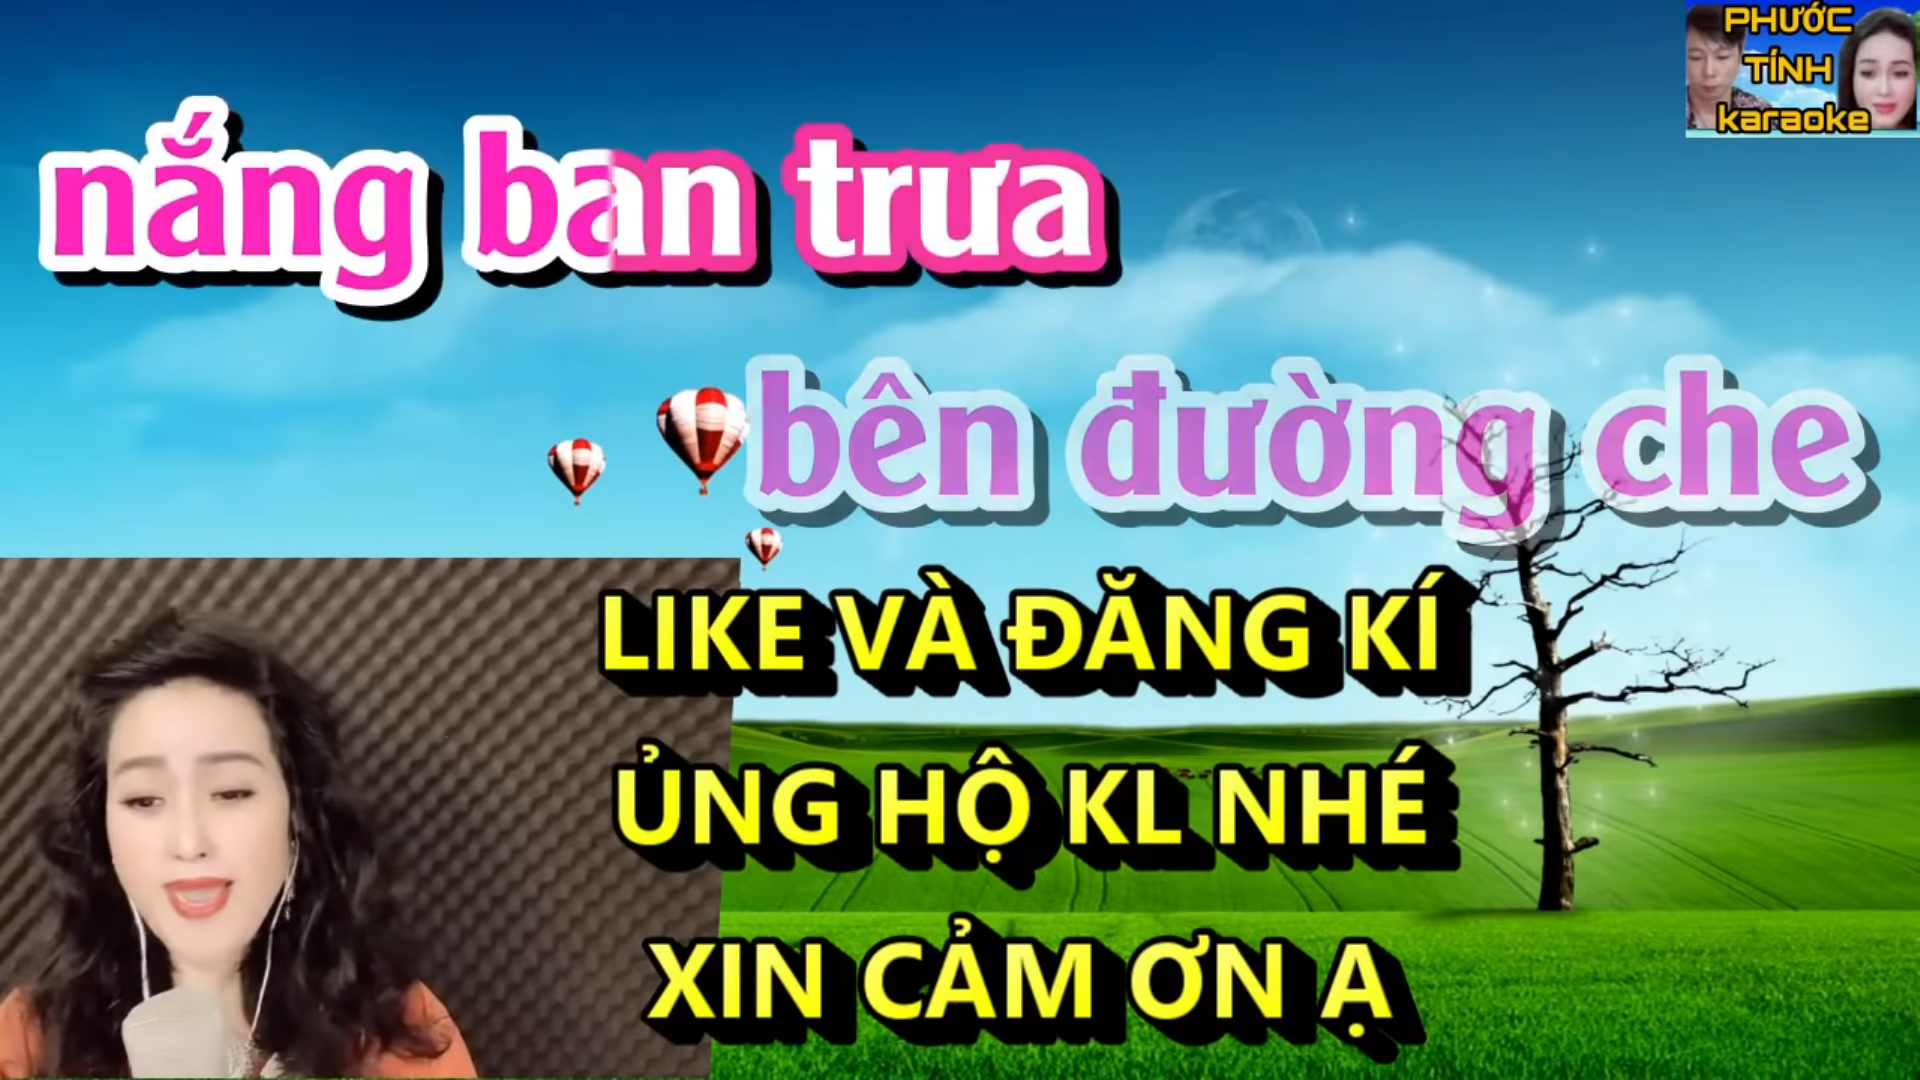 PHƯỚC
TÍNH
karaoke
nắng ban trưa
bên đường che
LIKE VÀ ĐĂNG KÍ
ỦNG HỘ KL NHÉ
XIN CẢM ƠN Ạ